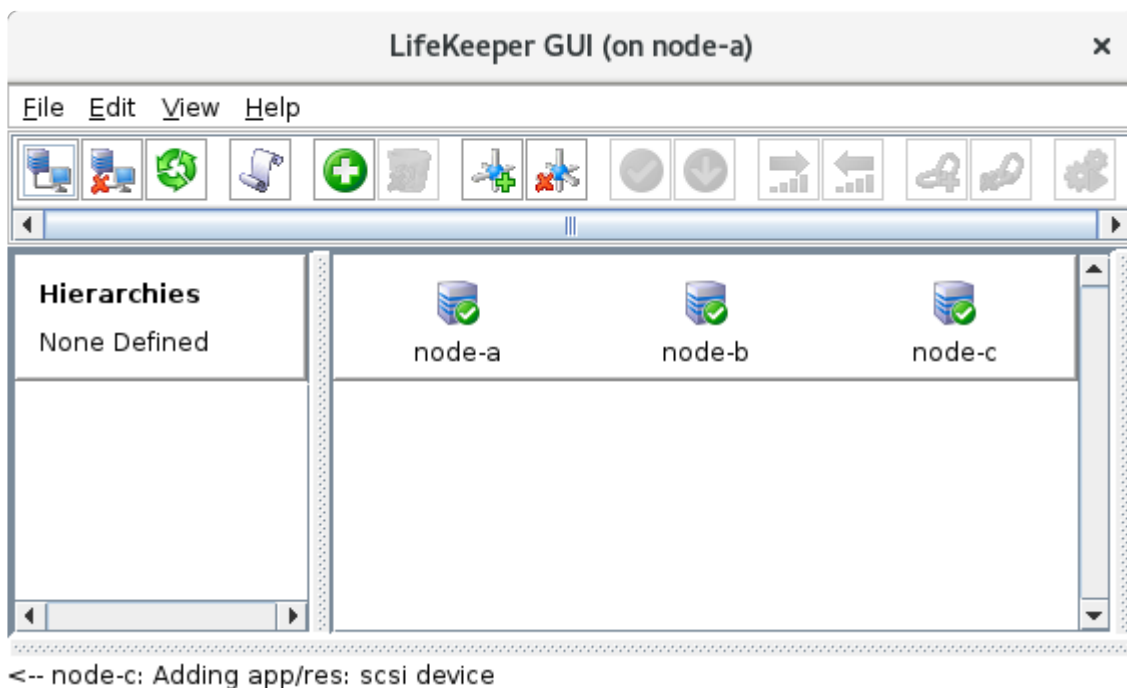 LifeKeeper GUI (on node-a)
File Edit View Help
Hierarchies
None Defined
node-a node-b node-c
<-- node-c: Adding app/res: scsi device